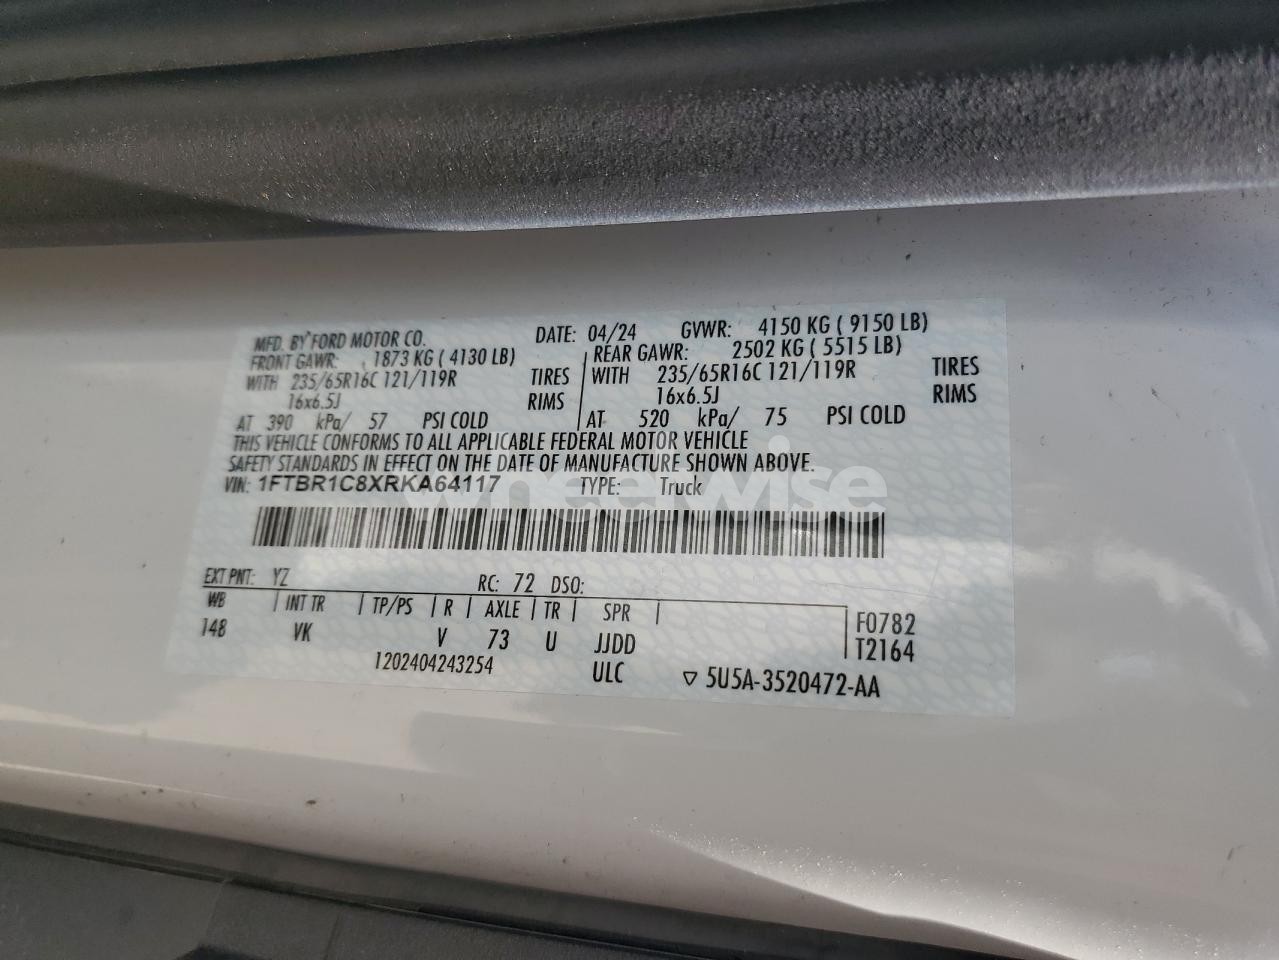 MFD. BY FORD MOTOR CO. DATE: 04/24 GVWR: 4150 KG ( 9150 LB)
FRONT GAWR: 1873 KG ( 4130 LB) REAR GAWR: 2502 KG ( 5515 LB)
WITH 235/65R16C 121/119R TIRES WITH 235/65R16C 121/119R TIRES
16x6.5J RIMS 16x6.5J RIMS
AT 390 kPa/ 57 PSI COLD AT 520 kPa/ 75 PSI COLD
THIS VEHICLE CONFORMS TO ALL APPLICABLE FEDERAL MOTOR VEHICLE
SAFETY STANDARDS IN EFFECT ON THE DATE OF MANUFACTURE SHOWN ABOVE.
VIN: 1FTBR1C8XRKA64117 TYPE: Truck
wheelwise
EXT PNT: YZ RC: 72 DSO:
WB INT TR TP/PS R AXLE TR SPR F0782
148 VK V 73 U JJDD T2164
1202404243254 ULC ▽ 5U5A-3520472-AA